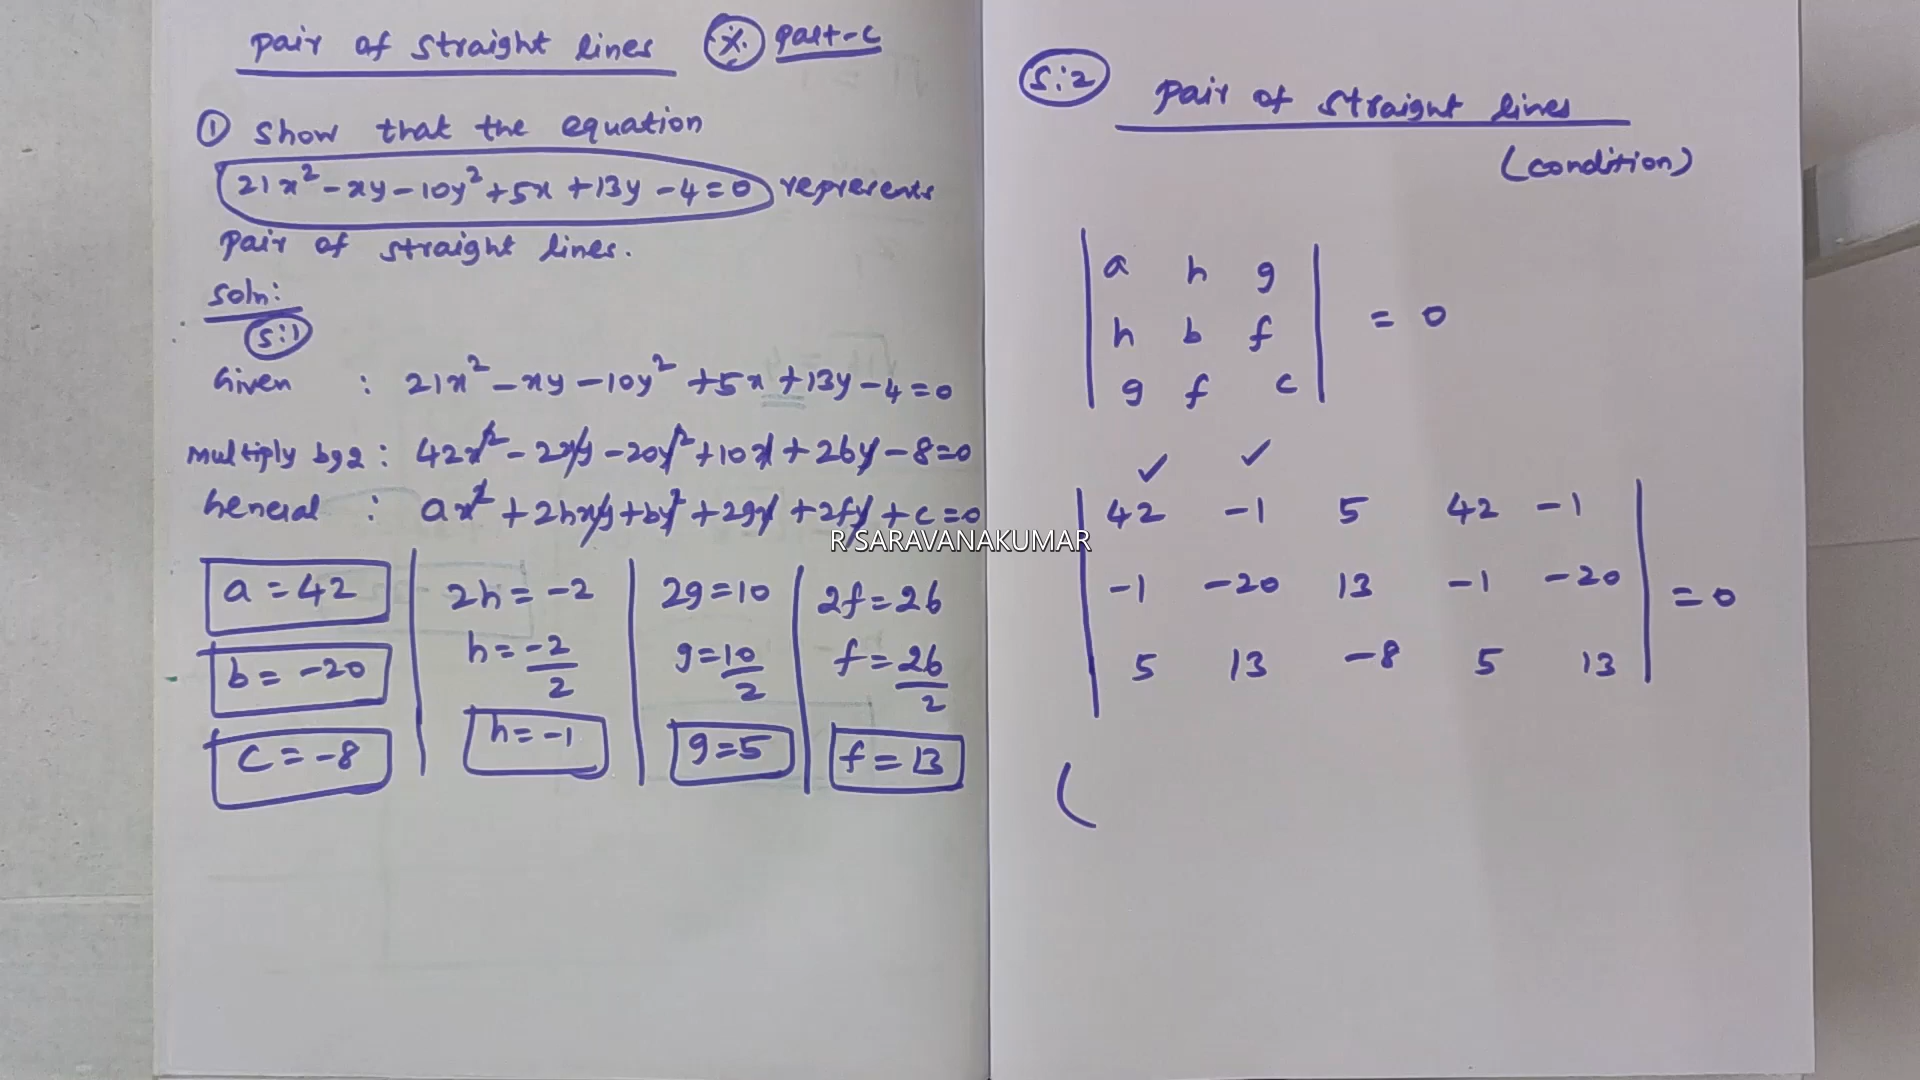 pair of straight lines X. part-c
① show that the equation
21x² - xy - 10y² + 5x + 13y - 4 = 0 represents
pair of straight lines.
soln:
S:1
Given : 21x² - xy - 10y² + 5x + 13y - 4 = 0
multiply by 2 : 42x² - 2xy - 20y² + 10x + 26y - 8 = 0
General : ax² + 2hxy + by² + 2gx + 2fy + c = 0
a = 42 | 2h = -2 | 2g = 10 | 2f = 26
b = -20 | h = -2/2 | g = 10/2 | f = 26/2
c = -8 | h = -1 | g = 5 | f = 13
S:2 pair of straight lines
(condition)
| a h g |
| h b f | = 0
| g f c |
✓ ✓
| 42 -1 5 42 -1 |
| -1 -20 13 -1 -20 | = 0
| 5 13 -8 5 13 |
(
R SARAVANAKUMAR